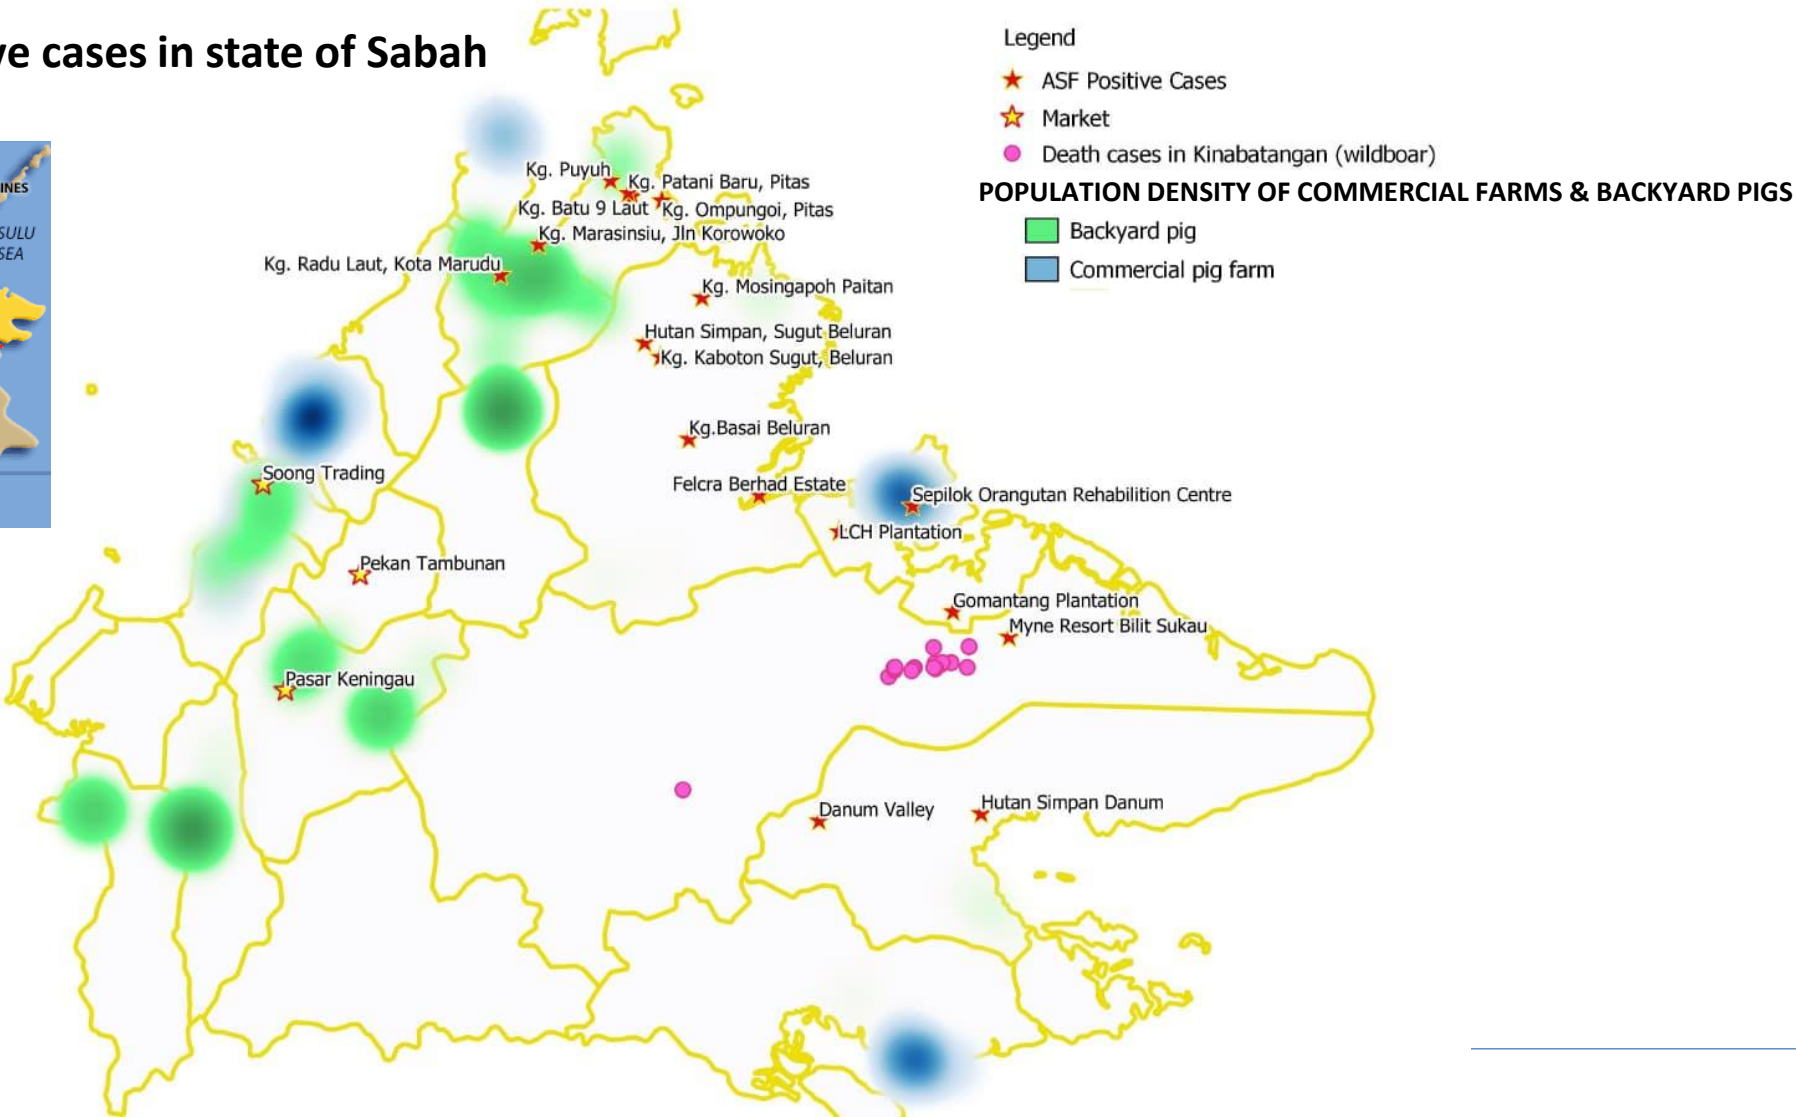 ve cases in state of Sabah
INES
SULU
SEA
Legend
ASF Positive Cases
Market
Death cases in Kinabatangan (wildboar)
POPULATION DENSITY OF COMMERCIAL FARMS & BACKYARD PIGS
Backyard pig
Commercial pig farm
Kg. Puyuh
Kg. Patani Baru, Pitas
Kg. Batu 9 Laut
Kg. Ompungoi, Pitas
Kg. Marasinsiu, Jln Korowoko
Kg. Radu Laut, Kota Marudu
Kg. Mosingapoh Paitan
Hutan Simpan, Sugut Beluran
Kg. Kaboton Sugut, Beluran
Kg.Basai Beluran
Soong Trading
Felcra Berhad Estate
Sepilok Orangutan Rehabilition Centre
LCH Plantation
Pekan Tambunan
Gomantang Plantation
Myne Resort Bilit Sukau
Pasar Keningau
Danum Valley
Hutan Simpan Danum